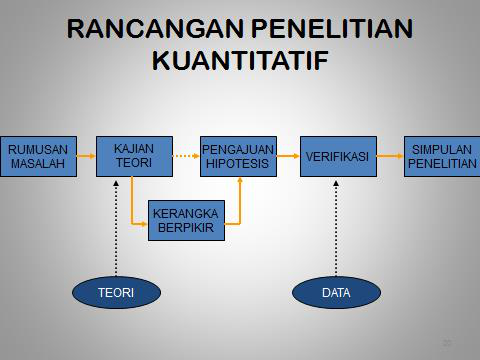 RANCANGAN PENELITIAN
KUANTITATIF
RUMUSAN
MASALAH
KAJIAN
TEORI
PENGAJUAN
HIPOTESIS
VERIFIKASI
SIMPULAN
PENELITIAN
KERANGKA
BERPIKIR
TEORI
DATA